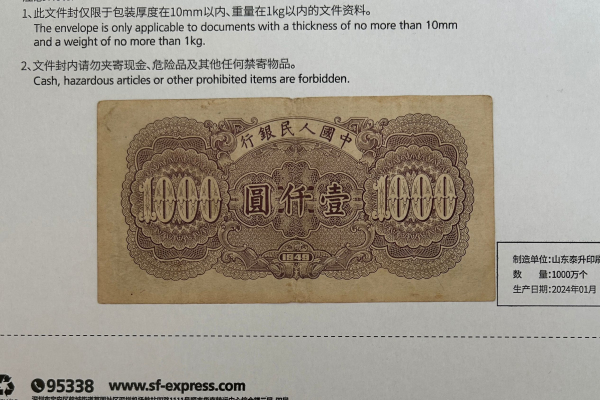 1、此文件封仅限于包装厚度在10mm以内、重量在1kg以内的文件资料。
The envelope is only applicable to documents with a thickness of no more than 10mm
and a weight of no more than 1kg.
2、文件封内请勿夹寄现金、危险品及其他任何禁寄物品。
Cash, hazardous articles or other prohibited items are forbidden.
行銀民人國中
1000
圓仟壹
1000
1949
制造单位:山东泰升印刷
数 量:1000万个
生产日期:2024年01月
95338 www.sf-express.com